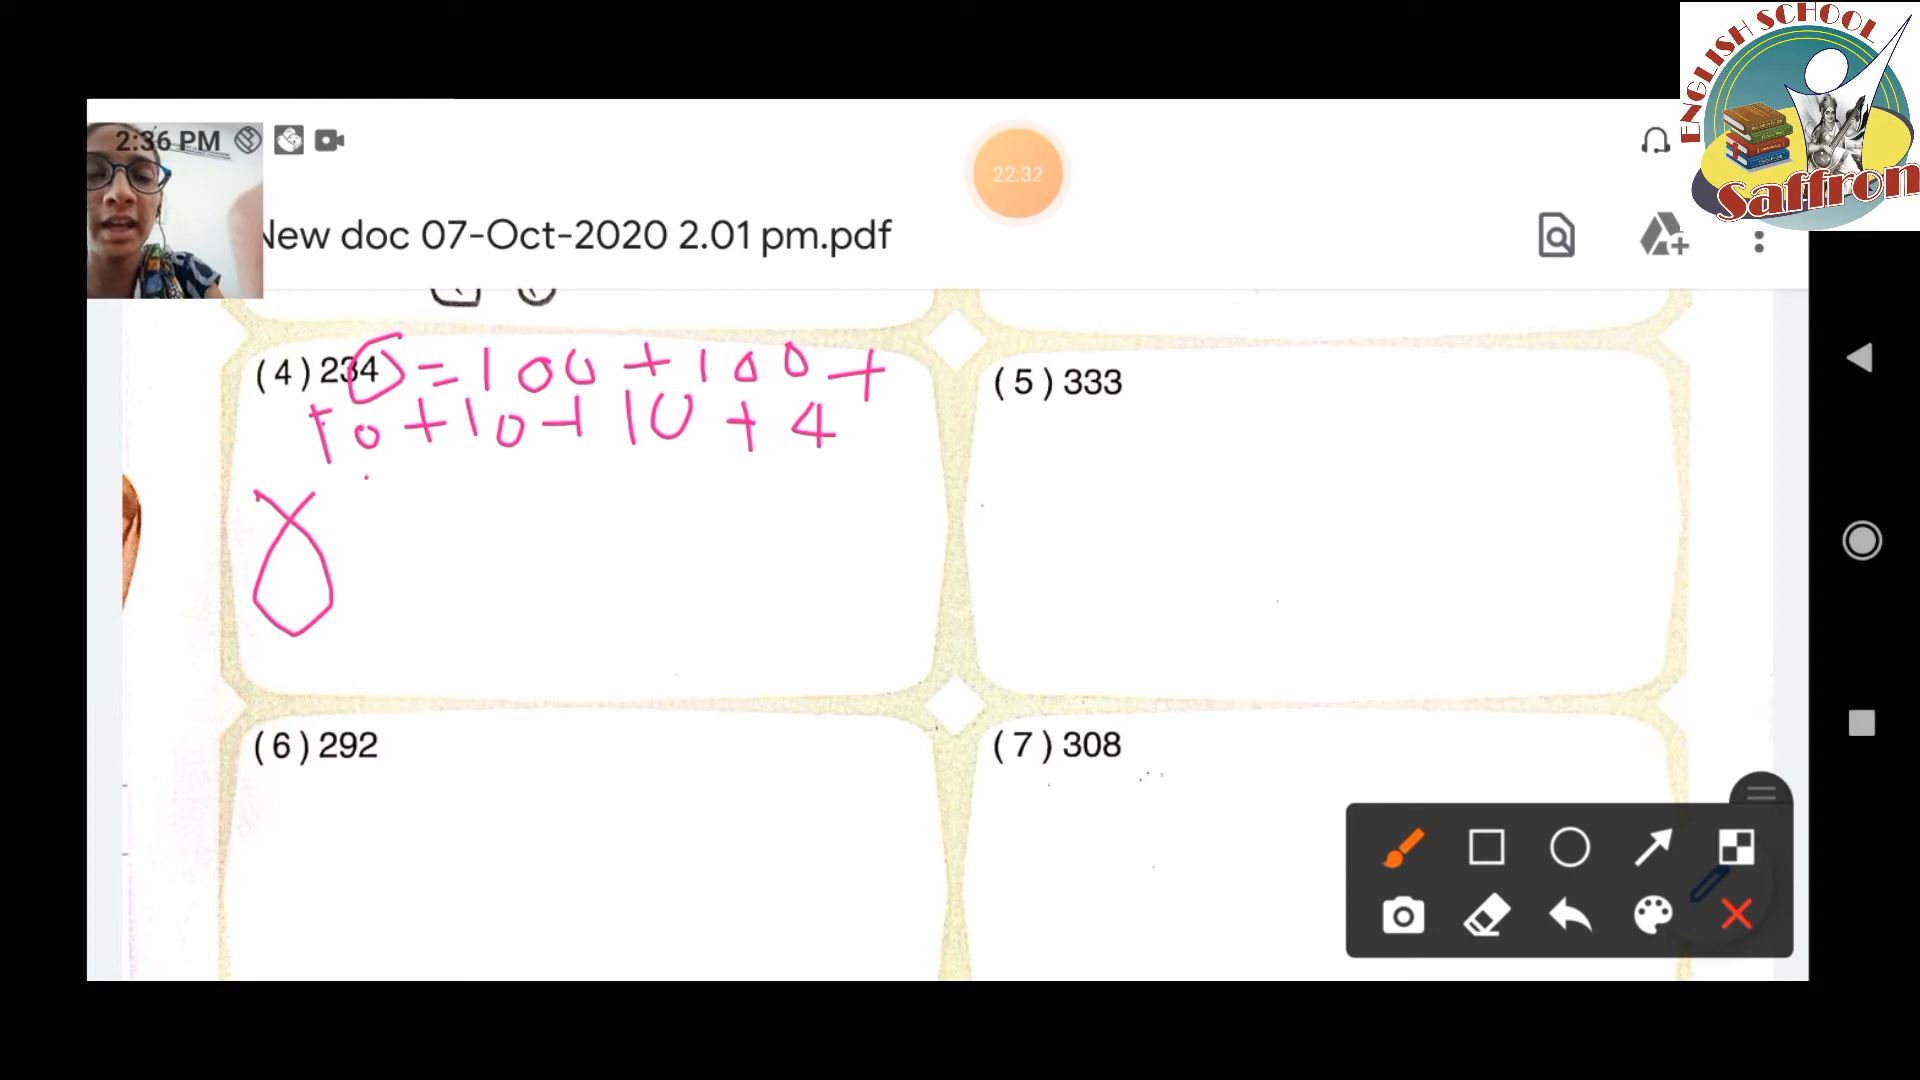 ENGLISH SCHOOL
Saffron
2:36 PM
22:32
New doc 07-Oct-2020 2.01 pm.pdf
(4) 234 = 100 + 100 +
10 + 10 + 10 + 4
(5) 333
(6) 292
(7) 308